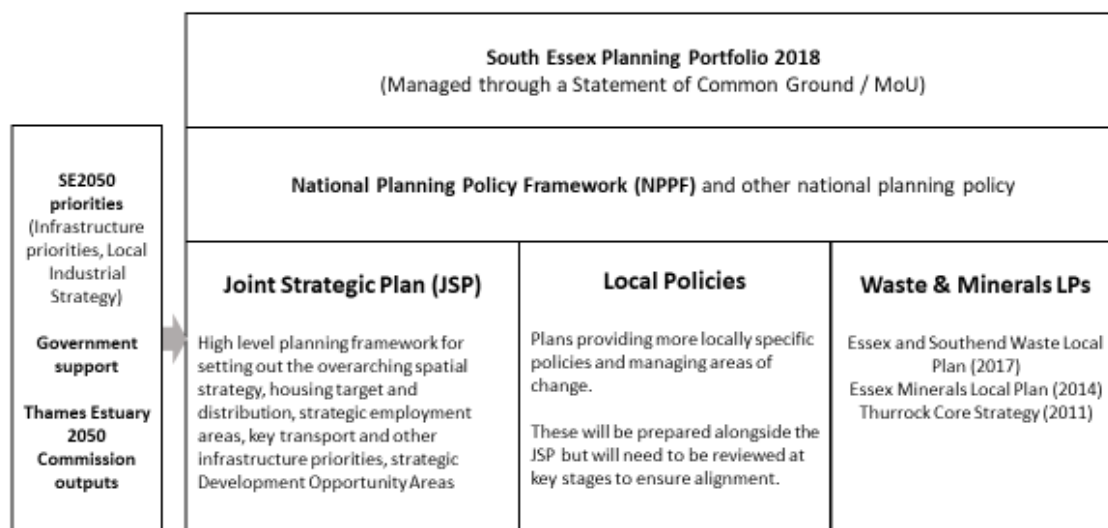 South Essex Planning Portfolio 2018
(Managed through a Statement of Common Ground / MoU)
SE2050
priorities
(Infrastructure
priorities, Local
Industrial
Strategy)
Government
support
Thames Estuary
2050
Commission
outputs
National Planning Policy Framework (NPPF) and other national planning policy
Joint Strategic Plan (JSP)
High level planning framework for
setting out the overarching spatial
strategy, housing target and
distribution, strategic employment
areas, key transport and other
infrastructure priorities, strategic
Development Opportunity Areas
Local Policies
Plans providing more locally specific
policies and managing areas of
change.
These will be prepared alongside the
JSP but will need to be reviewed at
key stages to ensure alignment.
Waste & Minerals LPs
Essex and Southend Waste Local
Plan (2017)
Essex Minerals Local Plan (2014)
Thurrock Core Strategy (2011)